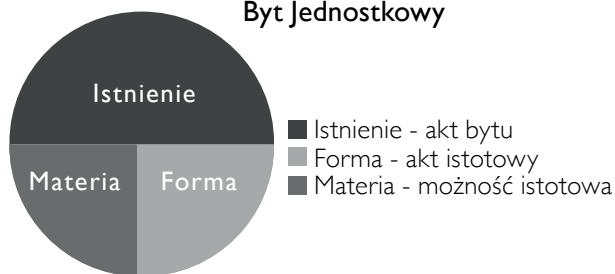 Byt Jednostkowy
Istnienie
Materia
Forma
Istnienie - akt bytu
Forma - akt istotowy
Materia - możność istotowa